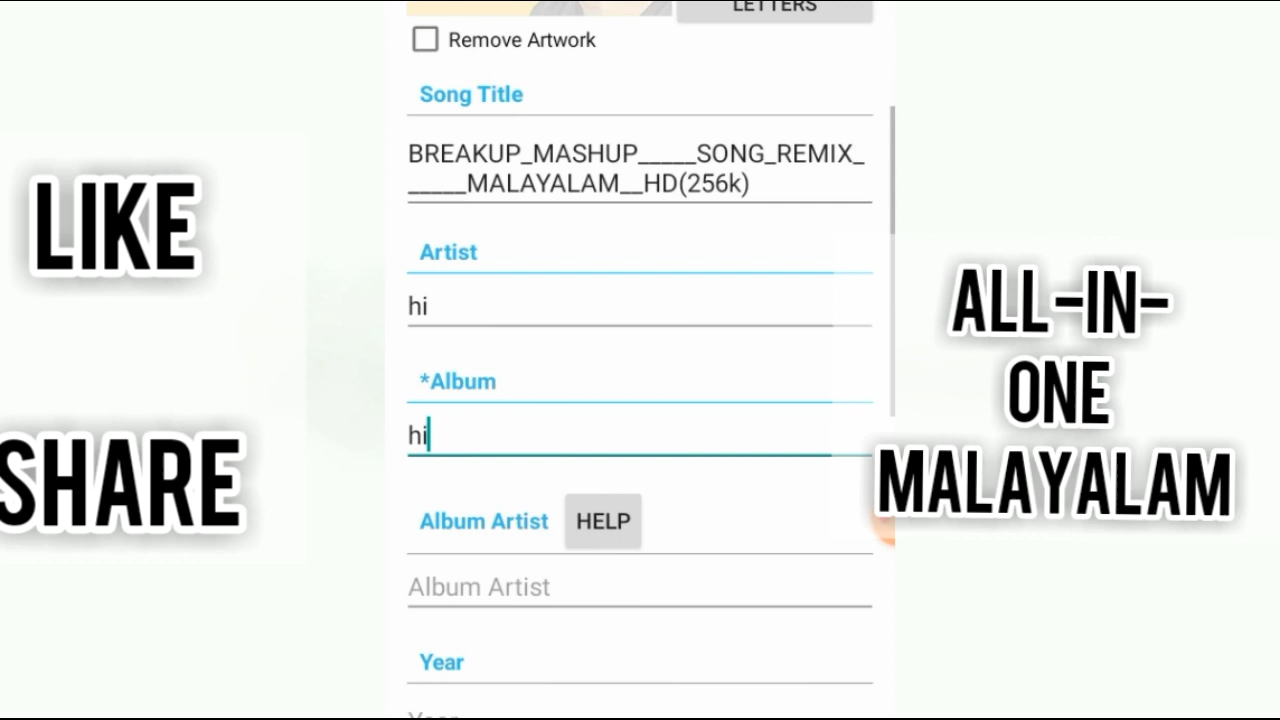 LETTERS
Remove Artwork
Song Title
BREAKUP_MASHUP_____SONG_REMIX_
_____MALAYALAM__HD(256k)
Artist
hi
*Album
hi
Album Artist
HELP
Album Artist
Year
Year
LIKE
SHARE
ALL-IN-
ONE
MALAYALAM